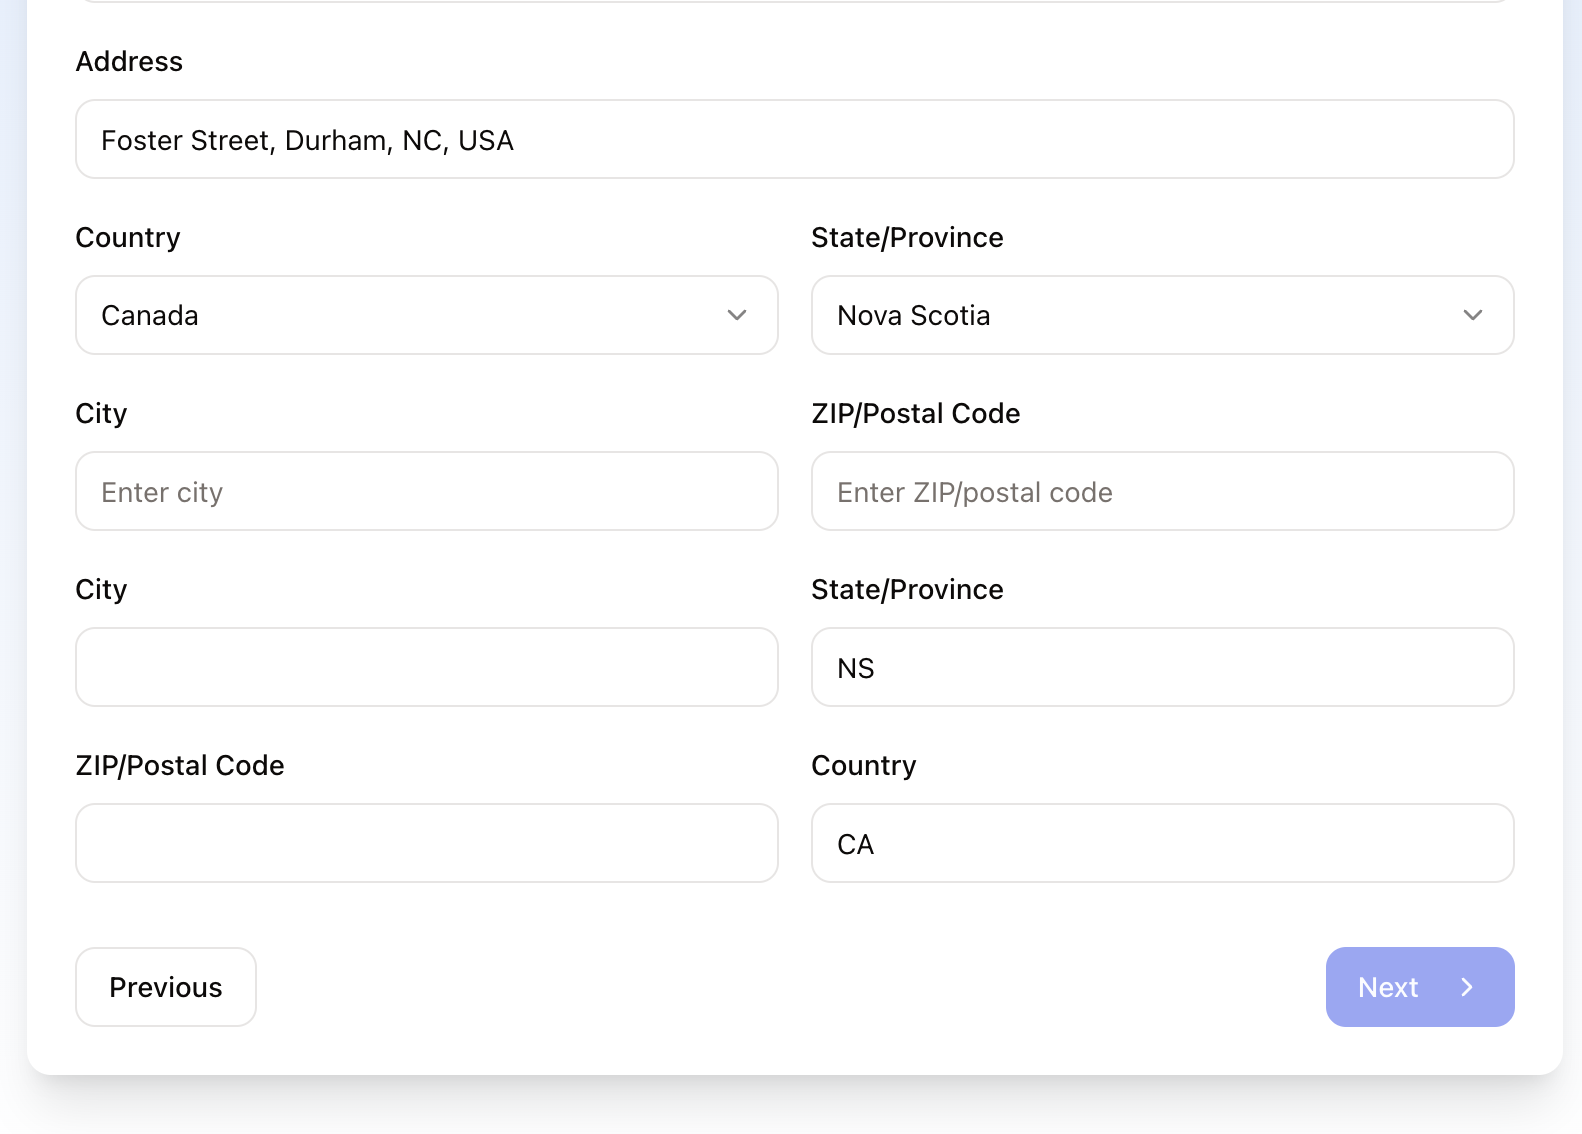 Address
Foster Street, Durham, NC, USA
Country
State/Province
Canada
Nova Scotia
City
ZIP/Postal Code
Enter city
Enter ZIP/postal code
City
State/Province
NS
ZIP/Postal Code
Country
CA
Previous
Next